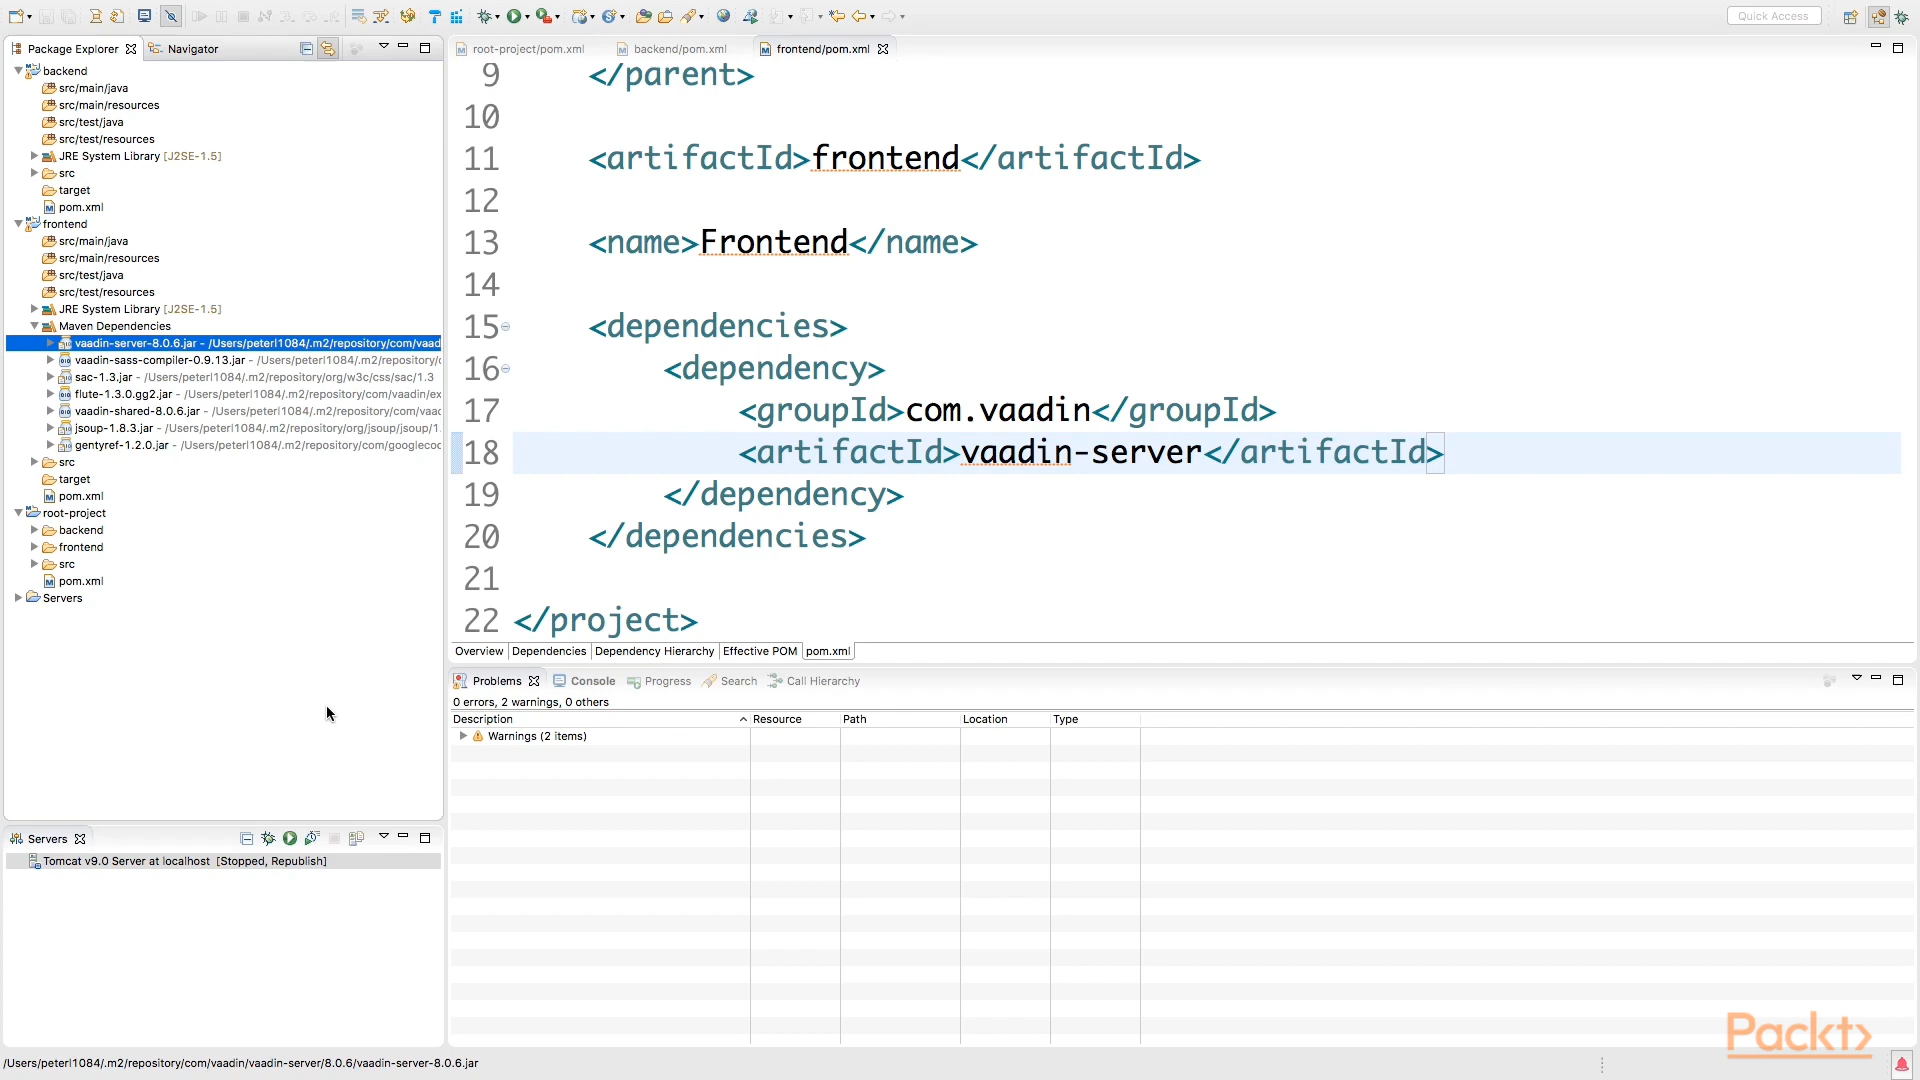 Quick Access
Package Explorer
Navigator
root-project/pom.xml
backend/pom.xml
frontend/pom.xml
backend
src/main/java
src/main/resources
src/test/java
src/test/resources
JRE System Library [J2SE-1.5]
src
target
pom.xml
frontend
src/main/java
src/main/resources
src/test/java
src/test/resources
JRE System Library [J2SE-1.5]
Maven Dependencies
vaadin-server-8.0.6.jar - /Users/peterl1084/.m2/repository/com/vaad
vaadin-sass-compiler-0.9.13.jar - /Users/peterl1084/.m2/repository/c
sac-1.3.jar - /Users/peterl1084/.m2/repository/org/w3c/css/sac/1.3
flute-1.3.0.gg2.jar - /Users/peterl1084/.m2/repository/com/vaadin/ex
vaadin-shared-8.0.6.jar - /Users/peterl1084/.m2/repository/com/vaac
jsoup-1.8.3.jar - /Users/peterl1084/.m2/repository/org/jsoup/jsoup/1.
gentyref-1.2.0.jar - /Users/peterl1084/.m2/repository/com/googlecoc
src
target
pom.xml
root-project
backend
frontend
src
pom.xml
Servers
9 </parent>
10
11 <artifactId>frontend</artifactId>
12
13 <name>Frontend</name>
14
15 <dependencies>
16 <dependency>
17 <groupId>com.vaadin</groupId>
18 <artifactId>vaadin-server</artifactId>
19 </dependency>
20 </dependencies>
21
22 </project>
Overview Dependencies Dependency Hierarchy Effective POM pom.xml
Problems Console Progress Search Call Hierarchy
0 errors, 2 warnings, 0 others
Description Resource Path Location Type
Warnings (2 items)
Servers
Tomcat v9.0 Server at localhost [Stopped, Republish]
Packt>
/Users/peterl1084/.m2/repository/com/vaadin/vaadin-server/8.0.6/vaadin-server-8.0.6.jar